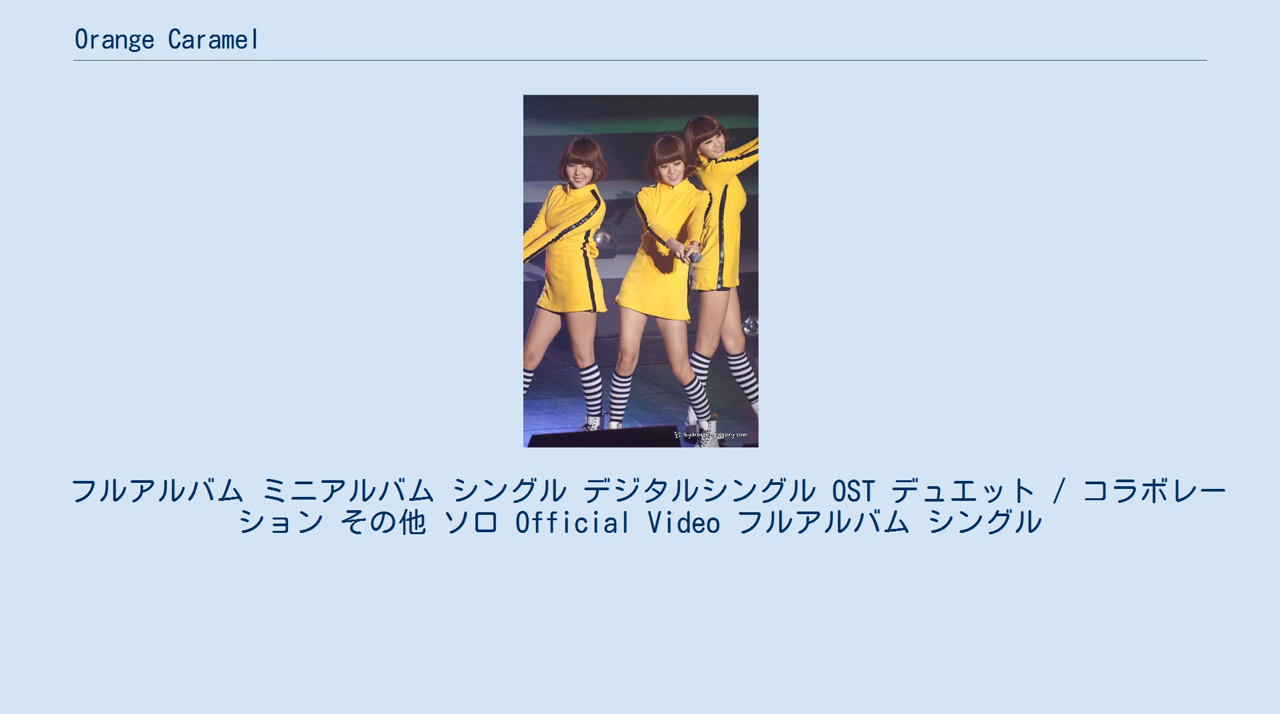 Orange Caramel
フルアルバム ミニアルバム シングル デジタルシングル OST デュエット / コラボレー
ション その他 ソロ Official Video フルアルバム シングル